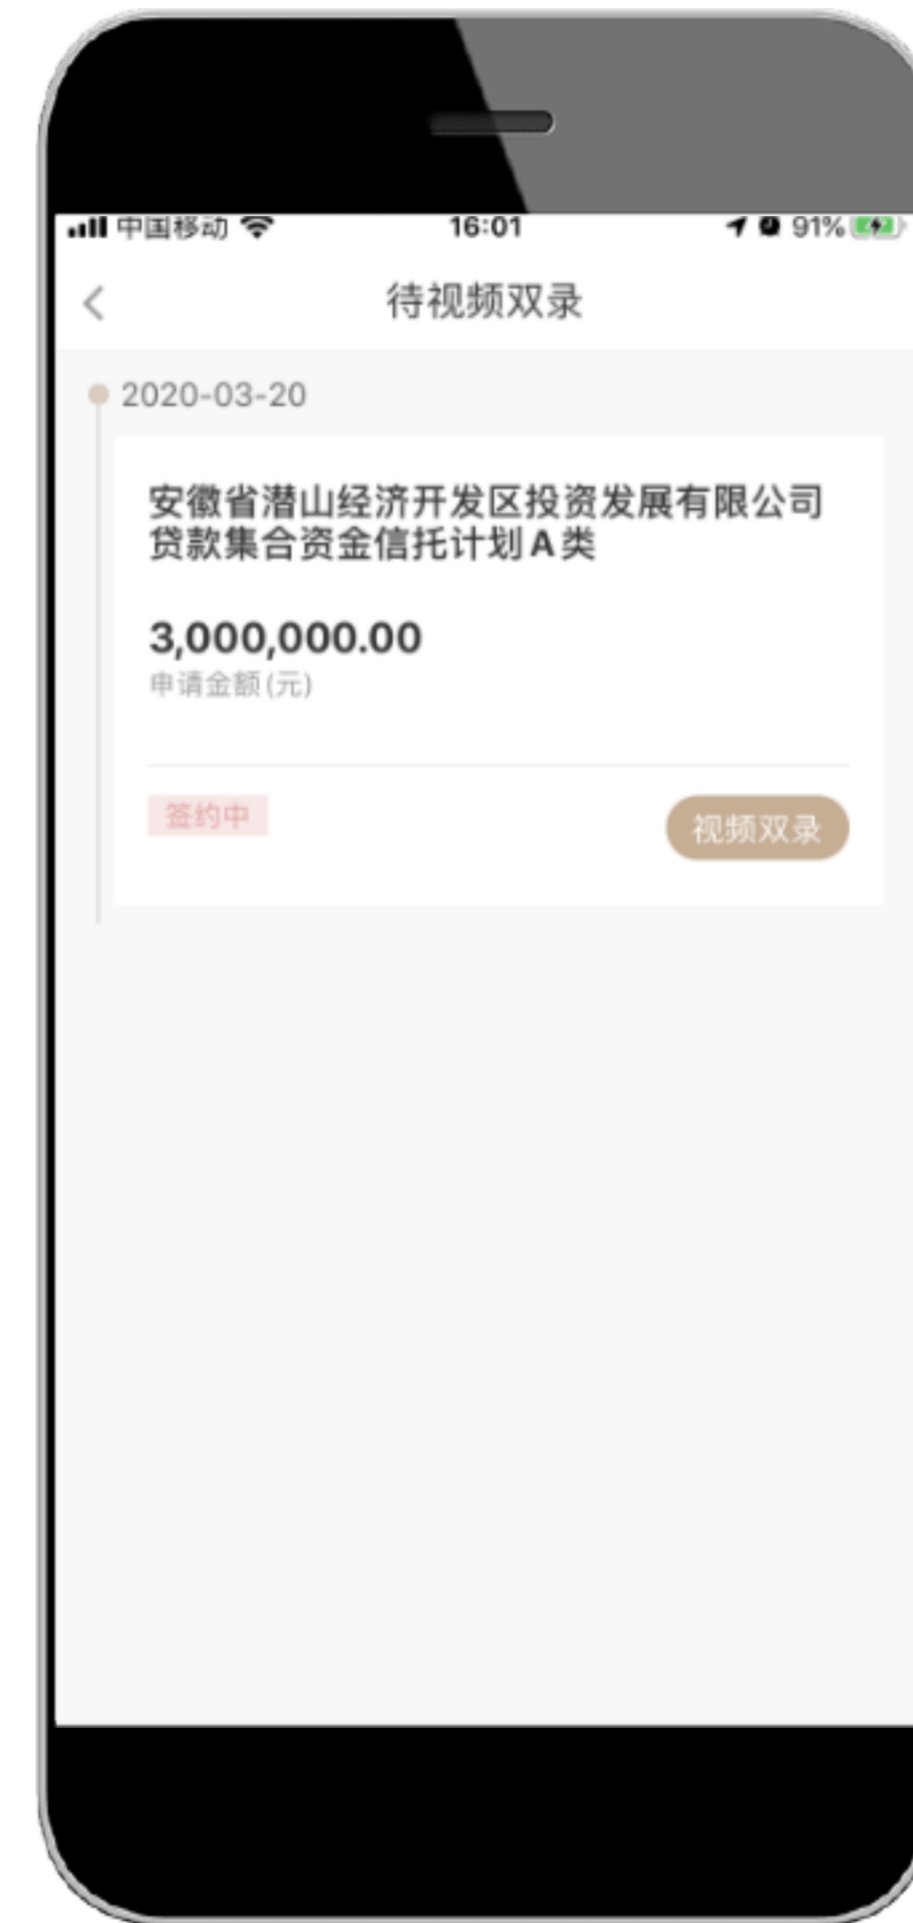 中国移动 16:01 91%
待视频双录
2020-03-20
安徽省潜山经济开发区投资发展有限公司
贷款集合资金信托计划A类
3,000,000.00
申请金额(元)
签约中 视频双录